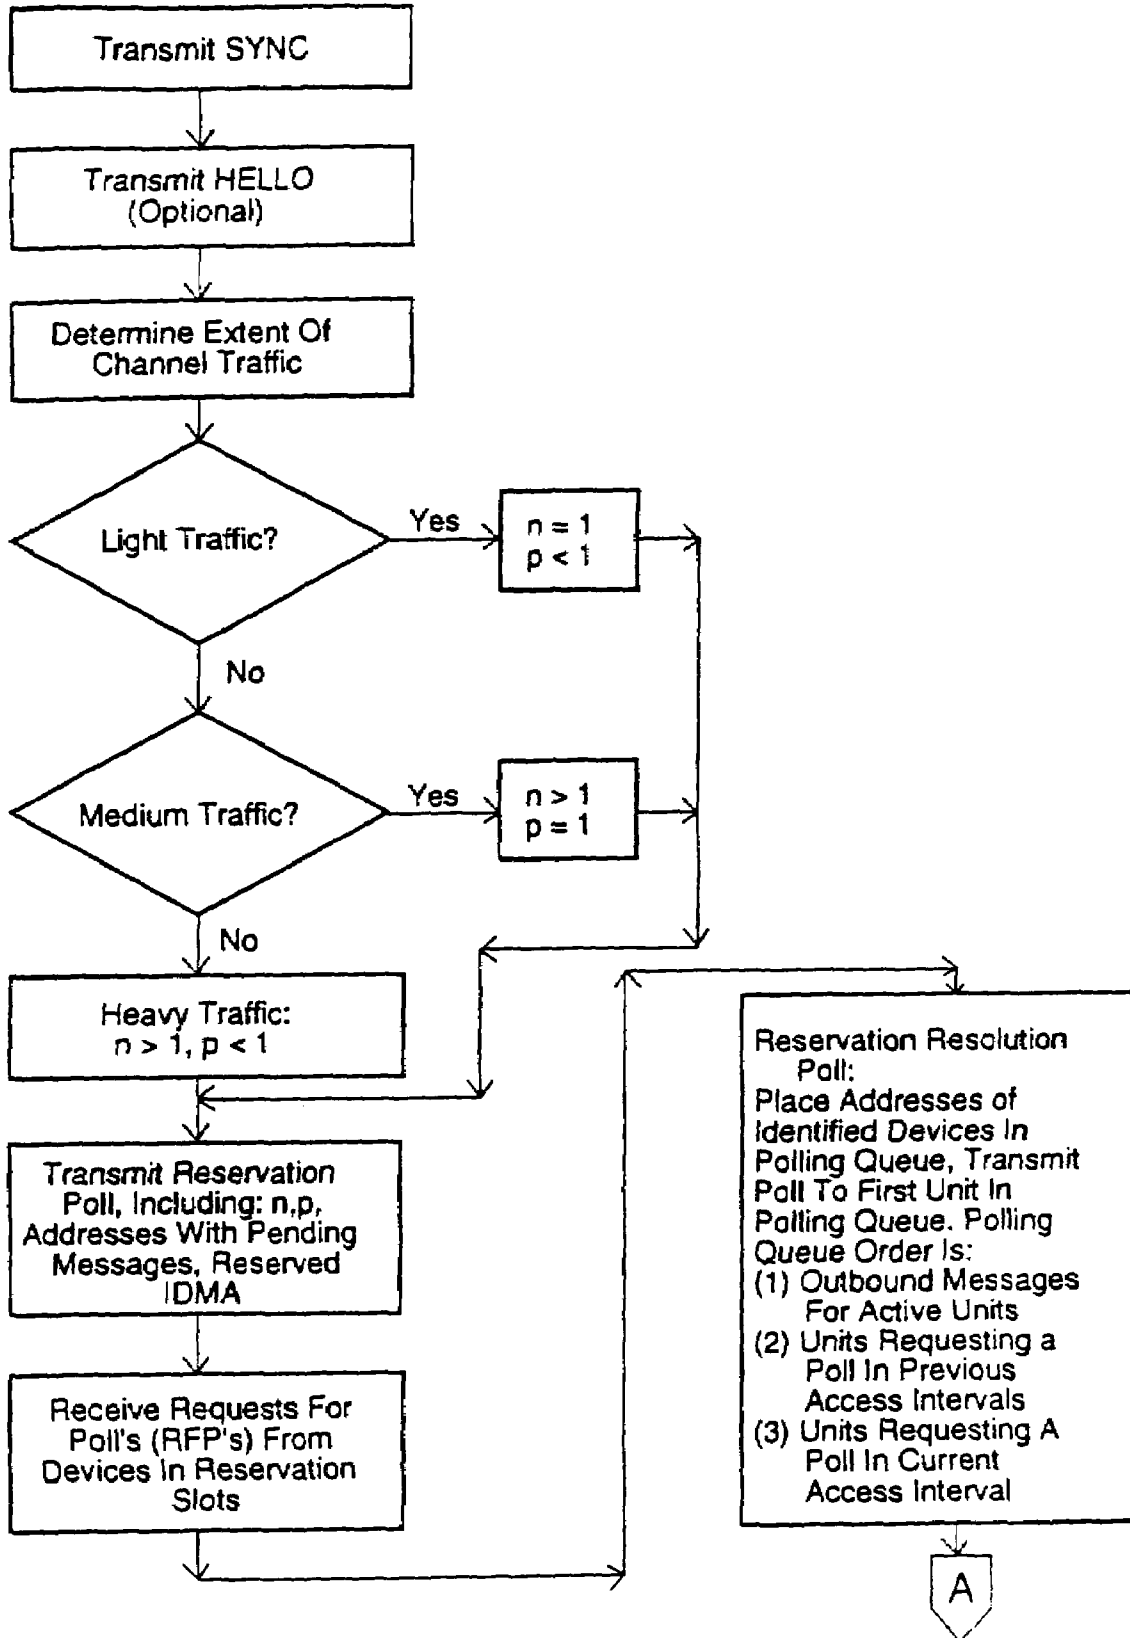 Transmit SYNC
Transmit HELLO
(Optional)
Determine Extent Of
Channel Traffic
Light Traffic?
Yes
n = 1
p < 1
No
Medium Traffic?
Yes
n > 1
p = 1
No
Heavy Traffic:
n > 1, p < 1
Transmit Reservation
Poll, Including: n,p,
Addresses With Pending
Messages, Reserved
IDMA
Receive Requests For
Poll's (RFP's) From
Devices In Reservation
Slots
Reservation Resolution
Poll:
Place Addresses of
Identified Devices In
Polling Queue, Transmit
Poll To First Unit In
Polling Queue. Polling
Queue Order Is:
(1) Outbound Messages
For Active Units
(2) Units Requesting a
Poll In Previous
Access Intervals
(3) Units Requesting A
Poll In Current
Access Interval
A